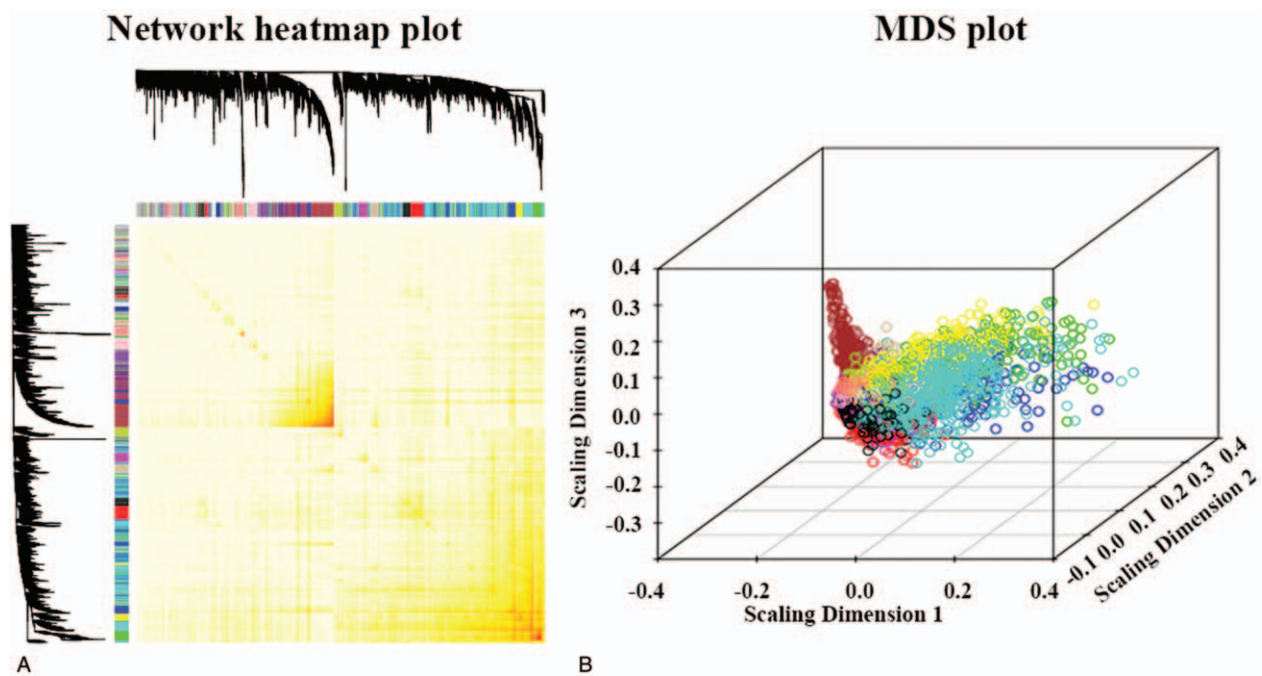 Network heatmap plot
MDS plot
0.4
0.3
0.2
0.1
0.0
-0.1
-0.2
-0.3
Scaling Dimension 3
-0.4
-0.2
0.0
0.2
0.4
Scaling Dimension 1
-0.1
0.0
0.1
0.2
0.3
0.4
Scaling Dimension 2
A
B